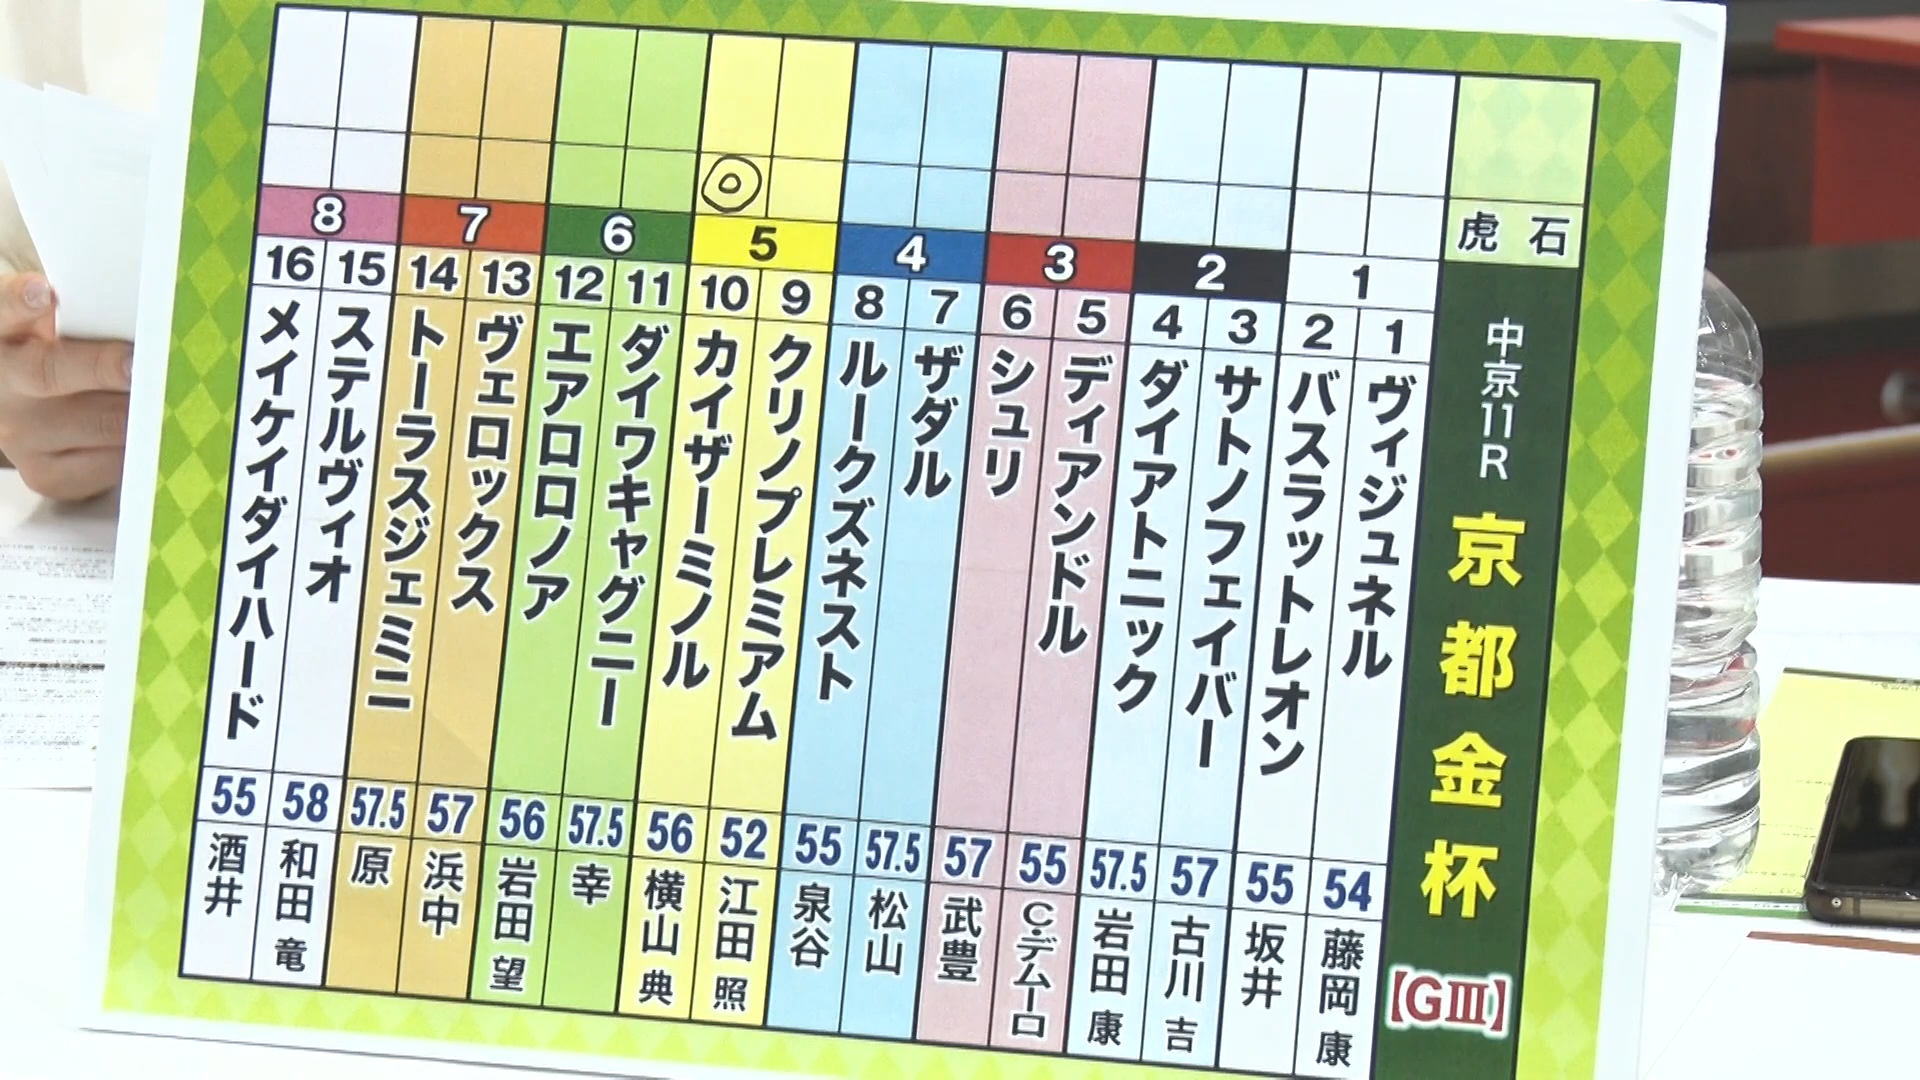 虎石
中京11R
京都金杯
【GⅢ】
1
1
ヴィジュネル
54
藤岡康
2
バスラットレオン
55
坂井
2
3
サトノフェイバー
57
古川吉
4
ダイアトニック
57.5
岩田康
3
5
ディアンドル
55
C・デムーロ
6
シュリ
57
武豊
4
7
ザダル
57.5
松山
8
ルークズネスト
55
泉谷
5
9
クリノプレミアム
52
江田照
◎
10
カイザーミノル
56
横山典
6
11
ダイワキャグニー
57.5
幸
12
エアロロノア
56
岩田望
7
13
ヴェロックス
57
浜中
14
トーラスジェミニ
57.5
原
8
15
ステルヴィオ
58
和田竜
16
メイケイダイハード
55
酒井